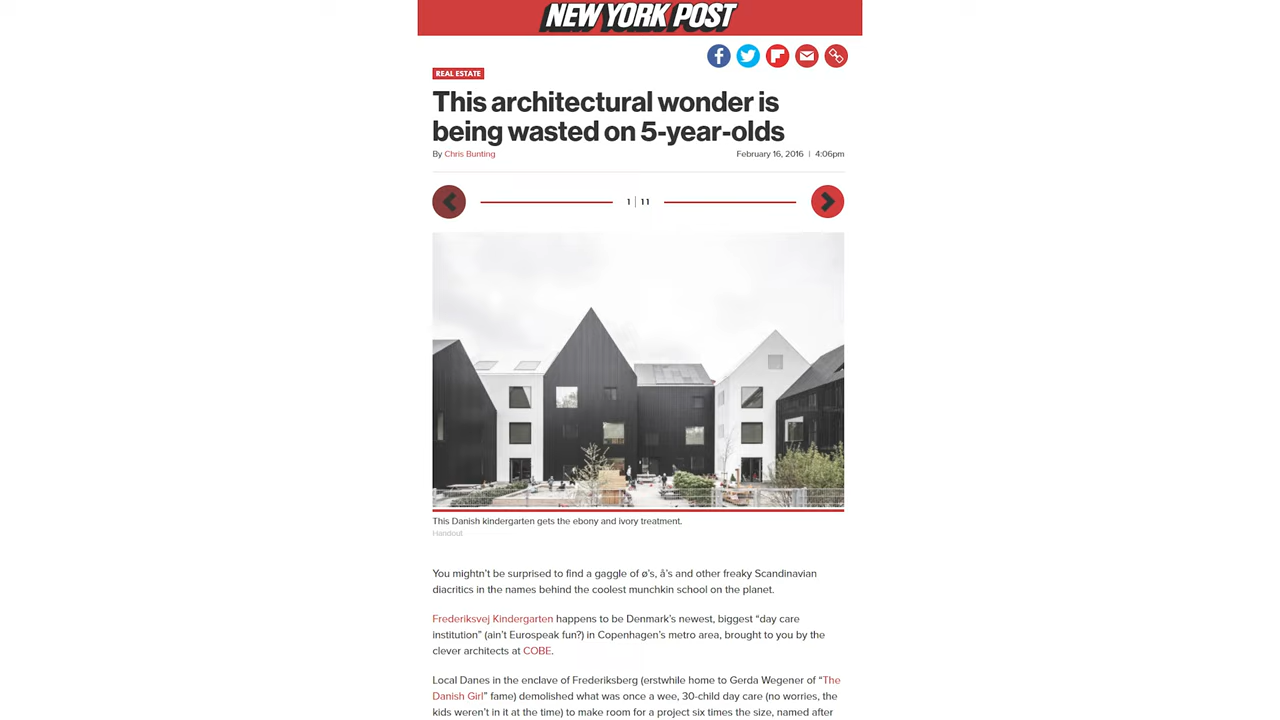 NEW YORK POST
REAL ESTATE
This architectural wonder is
being wasted on 5-year-olds
By Chris Bunting
February 16, 2016 | 4:06pm
1 | 11
This Danish kindergarten gets the ebony and ivory treatment.
Handout
You mightn't be surprised to find a gaggle of ø's, å's and other freaky Scandinavian
diacritics in the names behind the coolest munchkin school on the planet.
Frederiksvej Kindergarten happens to be Denmark's newest, biggest "day care
institution" (ain't Eurospeak fun?) in Copenhagen's metro area, brought to you by the
clever architects at COBE.
Local Danes in the enclave of Frederiksberg (erstwhile home to Gerda Wegener of "The
Danish Girl" fame) demolished what was once a wee, 30-child day care (no worries, the
kids weren't in it at the time) to make room for a project six times the size, named after